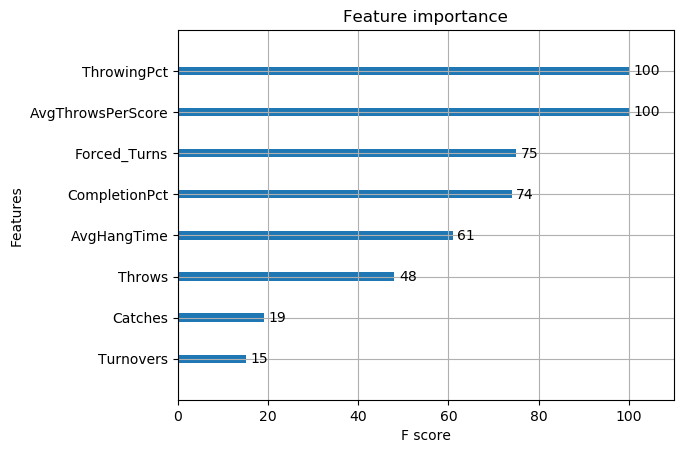 Feature importance
ThrowingPct 100
AvgThrowsPerScore 100
Forced_Turns 75
CompletionPct 74
AvgHangTime 61
Throws 48
Catches 19
Turnovers 15
Features
0 20 40 60 80 100
F score